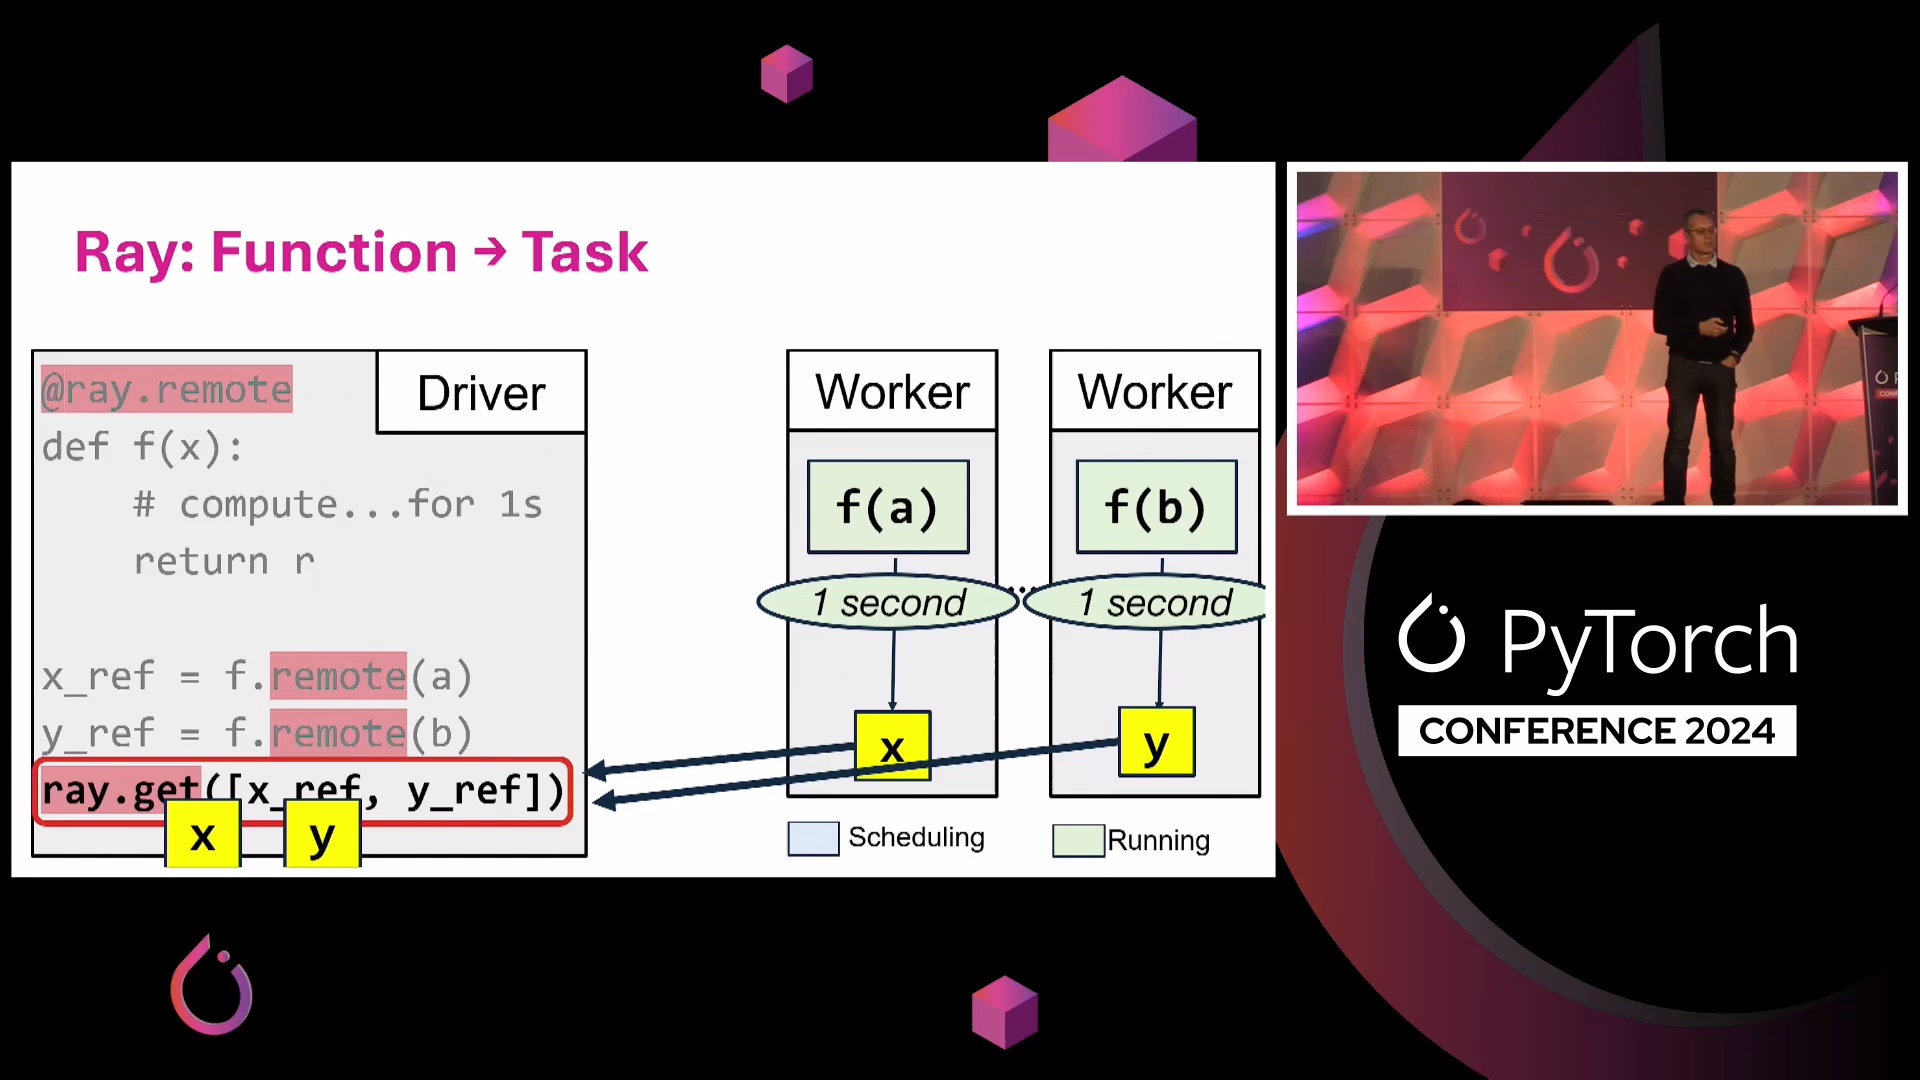 Ray: Function → Task
@ray.remote
Driver
def f(x):
# compute...for 1s
return r
x_ref = f.remote(a)
y_ref = f.remote(b)
ray.get([x_ref, y_ref])
x
y
Worker
f(a)
1 second
x
...
Worker
f(b)
1 second
y
Scheduling
Running
PyTorch
CONFERENCE 2024